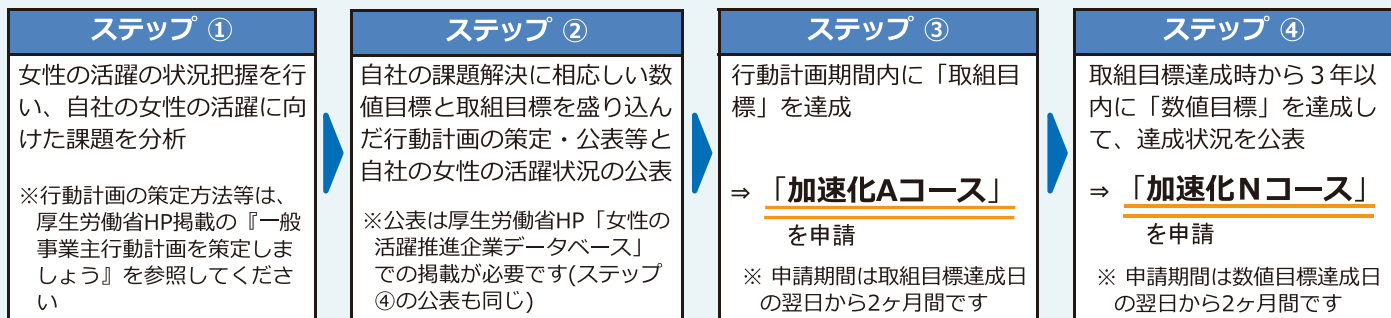 ステップ ①
女性の活躍の状況把握を行
い、自社の女性の活躍に向
けた課題を分析
※行動計画の策定方法等は、
厚生労働省HP掲載の『一般
事業主行動計画を策定しま
しょう』を参照してくださ
い
ステップ ②
自社の課題解決に相応しい数
値目標と取組目標を盛り込ん
だ行動計画の策定・公表等と
自社の女性の活躍状況の公表
※公表は厚生労働省HP「女性の
活躍推進企業データベース」
での掲載が必要です(ステップ
④の公表も同じ)
ステップ ③
行動計画期間内に「取組目
標」を達成
⇒ 「加速化Aコース」
を申請
※ 申請期間は取組目標達成日
の翌日から2ヶ月間です
ステップ ④
取組目標達成時から３年以
内に「数値目標」を達成し
て、達成状況を公表
⇒ 「加速化Ｎコース」
を申請
※ 申請期間は数値目標達成日
の翌日から2ヶ月間です